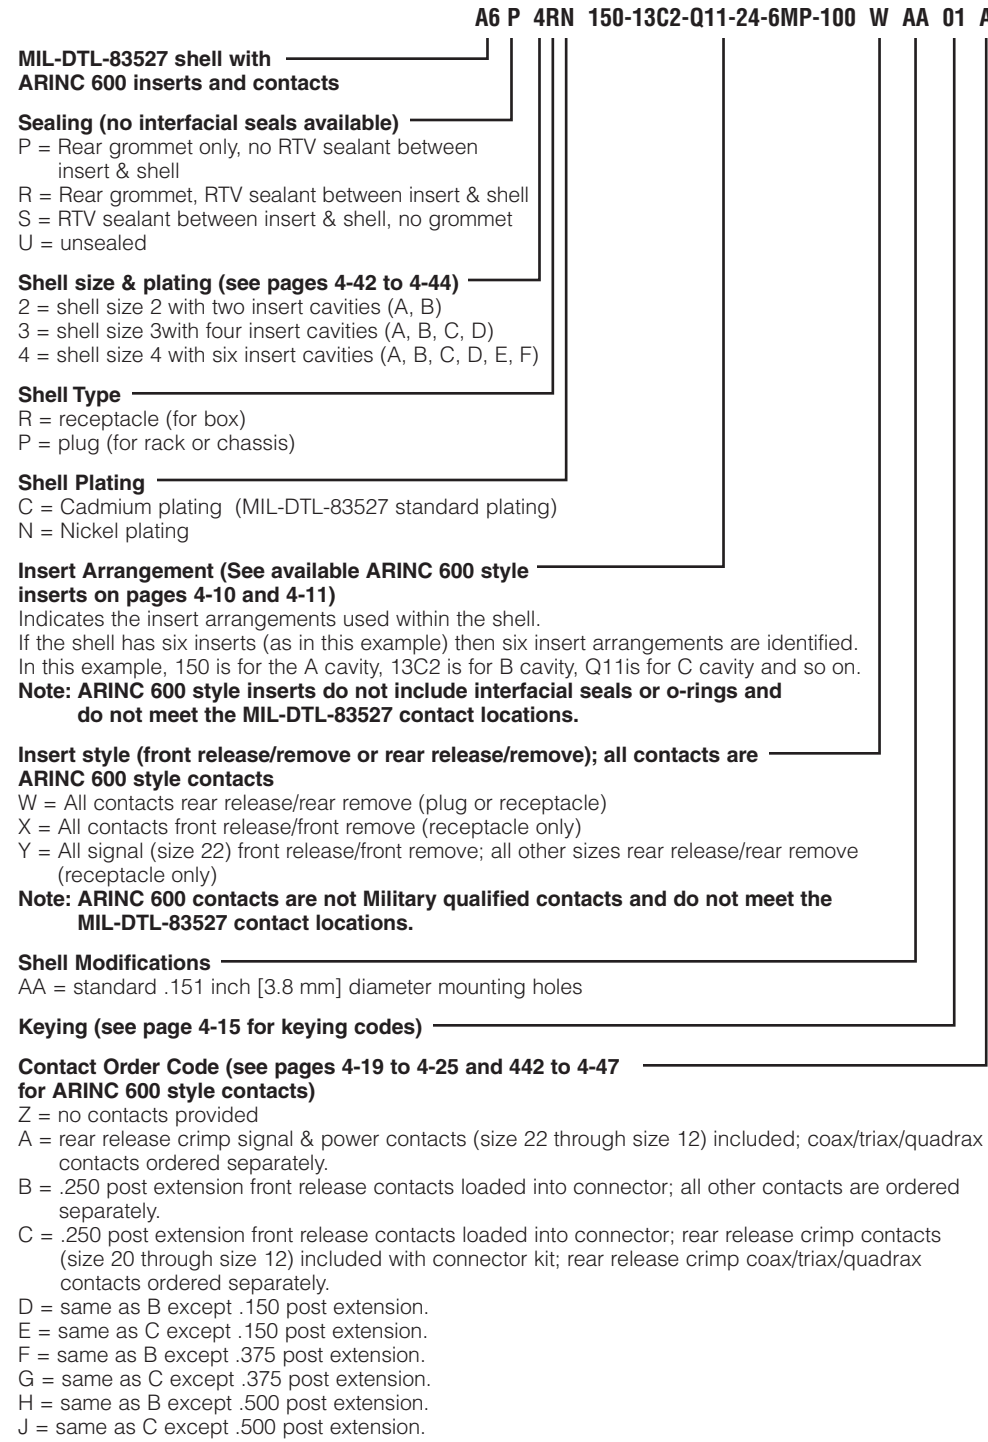 A6 P 4RN 150-13C2-Q11-24-6MP-100 W AA 01 A
MIL-DTL-83527 shell with
ARINC 600 inserts and contacts
Sealing (no interfacial seals available)
P = Rear grommet only, no RTV sealant between
insert & shell
R = Rear grommet, RTV sealant between insert & shell
S = RTV sealant between insert & shell, no grommet
U = unsealed
Shell size & plating (see pages 4-42 to 4-44)
2 = shell size 2 with two insert cavities (A, B)
3 = shell size 3with four insert cavities (A, B, C, D)
4 = shell size 4 with six insert cavities (A, B, C, D, E, F)
Shell Type
R = receptacle (for box)
P = plug (for rack or chassis)
Shell Plating
C = Cadmium plating (MIL-DTL-83527 standard plating)
N = Nickel plating
Insert Arrangement (See available ARINC 600 style
inserts on pages 4-10 and 4-11)
Indicates the insert arrangements used within the shell.
If the shell has six inserts (as in this example) then six insert arrangements are identified.
In this example, 150 is for the A cavity, 13C2 is for B cavity, Q11is for C cavity and so on.
Note: ARINC 600 style inserts do not include interfacial seals or o-rings and
do not meet the MIL-DTL-83527 contact locations.
Insert style (front release/remove or rear release/remove); all contacts are
ARINC 600 style contacts
W = All contacts rear release/rear remove (plug or receptacle)
X = All contacts front release/front remove (receptacle only)
Y = All signal (size 22) front release/front remove; all other sizes rear release/rear remove
(receptacle only)
Note: ARINC 600 contacts are not Military qualified contacts and do not meet the
MIL-DTL-83527 contact locations.
Shell Modifications
AA = standard .151 inch [3.8 mm] diameter mounting holes
Keying (see page 4-15 for keying codes)
Contact Order Code (see pages 4-19 to 4-25 and 442 to 4-47
for ARINC 600 style contacts)
Z = no contacts provided
A = rear release crimp signal & power contacts (size 22 through size 12) included; coax/triax/quadrax
contacts ordered separately.
B = .250 post extension front release contacts loaded into connector; all other contacts are ordered
separately.
C = .250 post extension front release contacts loaded into connector; rear release crimp contacts
(size 20 through size 12) included with connector kit; rear release crimp coax/triax/quadrax
contacts ordered separately.
D = same as B except .150 post extension.
E = same as C except .150 post extension.
F = same as B except .375 post extension.
G = same as C except .375 post extension.
H = same as B except .500 post extension.
J = same as C except .500 post extension.